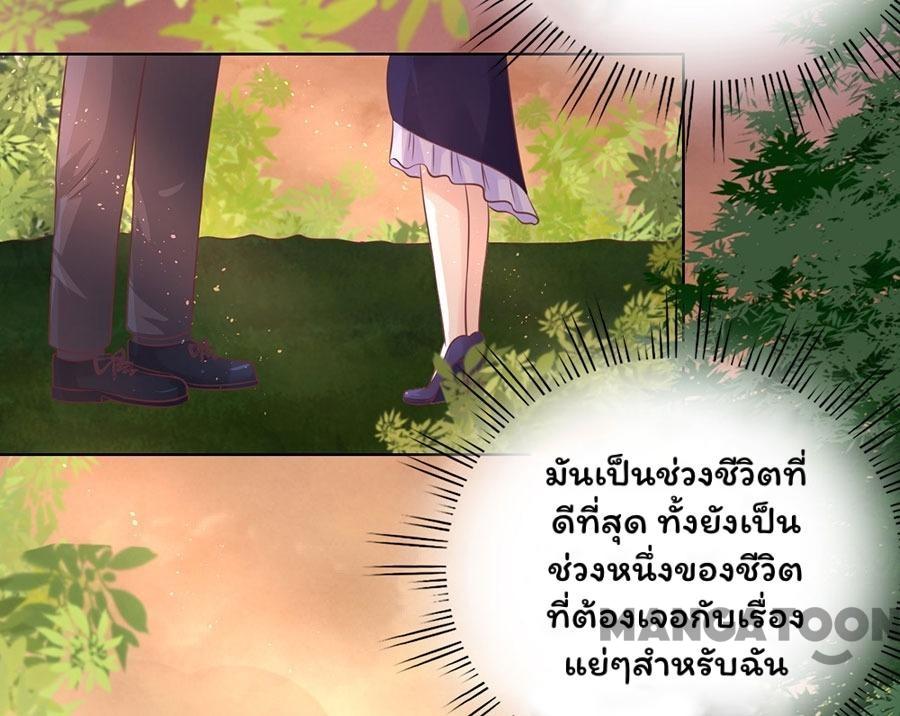 มันเป็นช่วงชีวิตที่
ดีที่สุด ทั้งยังเป็น
ช่วงหนึ่งของชีวิต
ที่ต้องเจอกับเรื่อง
แย่ๆสำหรับฉัน
MANGATOON